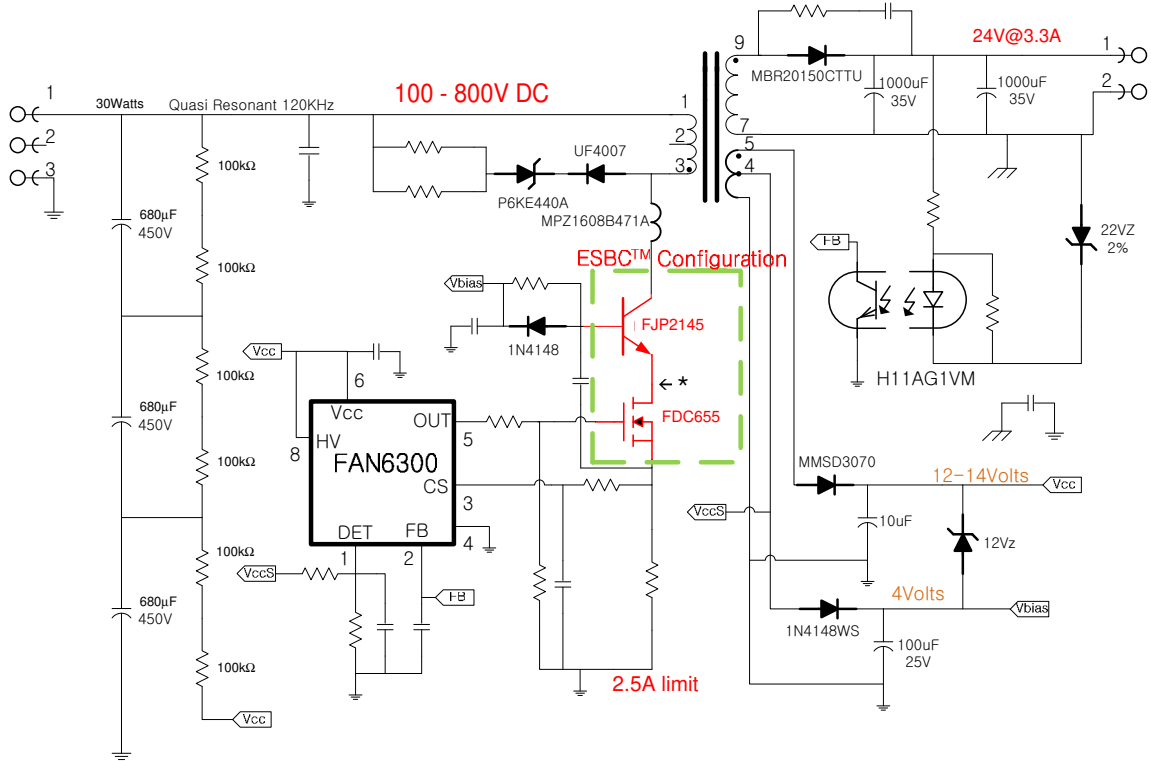 24V@3.3A
9
1
MBR20150CTTU
1000uF
35V
1000uF
35V
2
1
30Watts
Quasi Resonant 120KHz
100 - 800V DC
1
2
3
7
5
4
2
3
100kΩ
UF4007
P6KE440A
MPZ1608B471A
680µF
450V
22VZ
2%
FB
100kΩ
ESBC™ Configuration
Vbias
FJP2145
1N4148
H11AG1VM
Vcc
6
100kΩ
*
Vcc
OUT
5
FDC655
680µF
450V
HV
8
FAN6300
100kΩ
CS
3
MMSD3070
12-14Volts
Vcc
VccS
10uF
DET
FB
4
1
2
12Vz
100kΩ
VccS
FB
4Volts
680µF
450V
Vbias
1N4148WS
100uF
25V
100kΩ
2.5A limit
Vcc